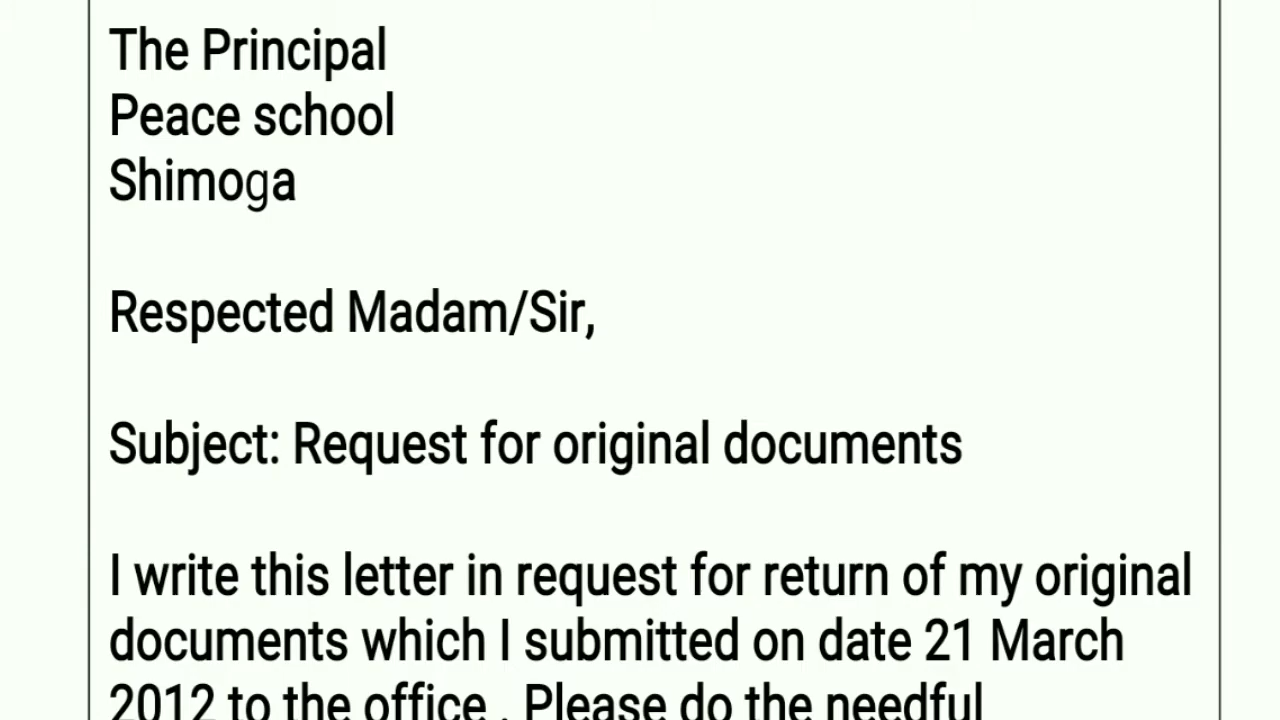 The Principal
Peace school
Shimoga
Respected Madam/Sir,
Subject: Request for original documents
I write this letter in request for return of my original
documents which I submitted on date 21 March
2012 to the office . Please do the needful